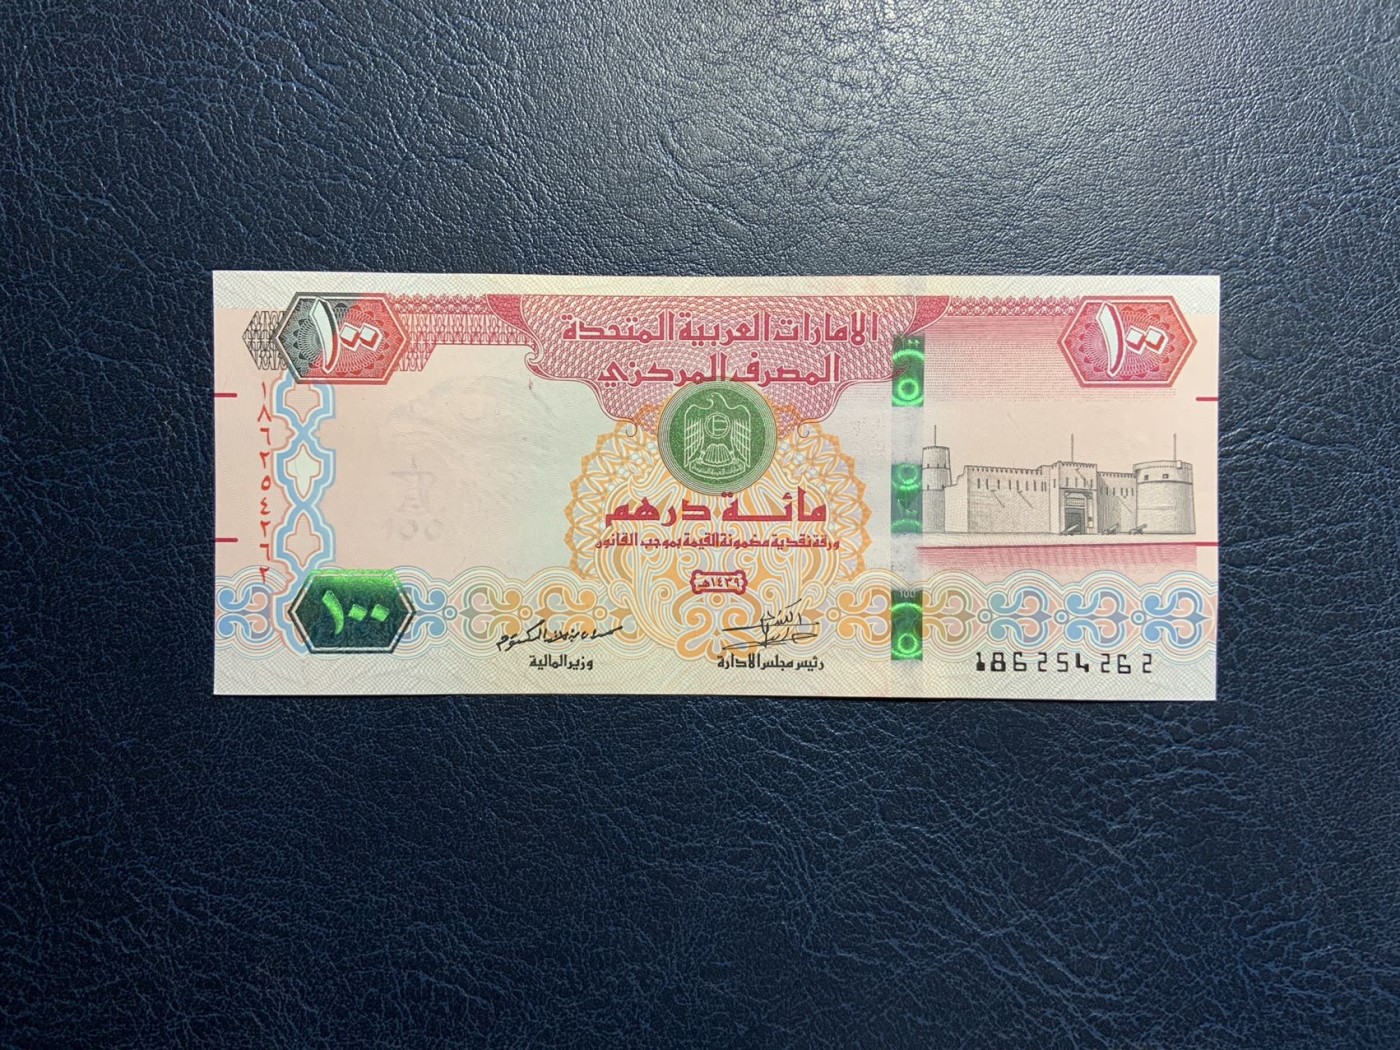 ١٠٠
١٠٠
الإمارات العربية المتحدة
المصرف المركزي
١٨٦٢٥٤٢٦٢
مائة درهم
ورقة نقدية مضمونة القيمة بموجب القانون
١٤٣٩هـ
١٠٠
وزير المالية
رئيس مجلس الادارة
100
186254262